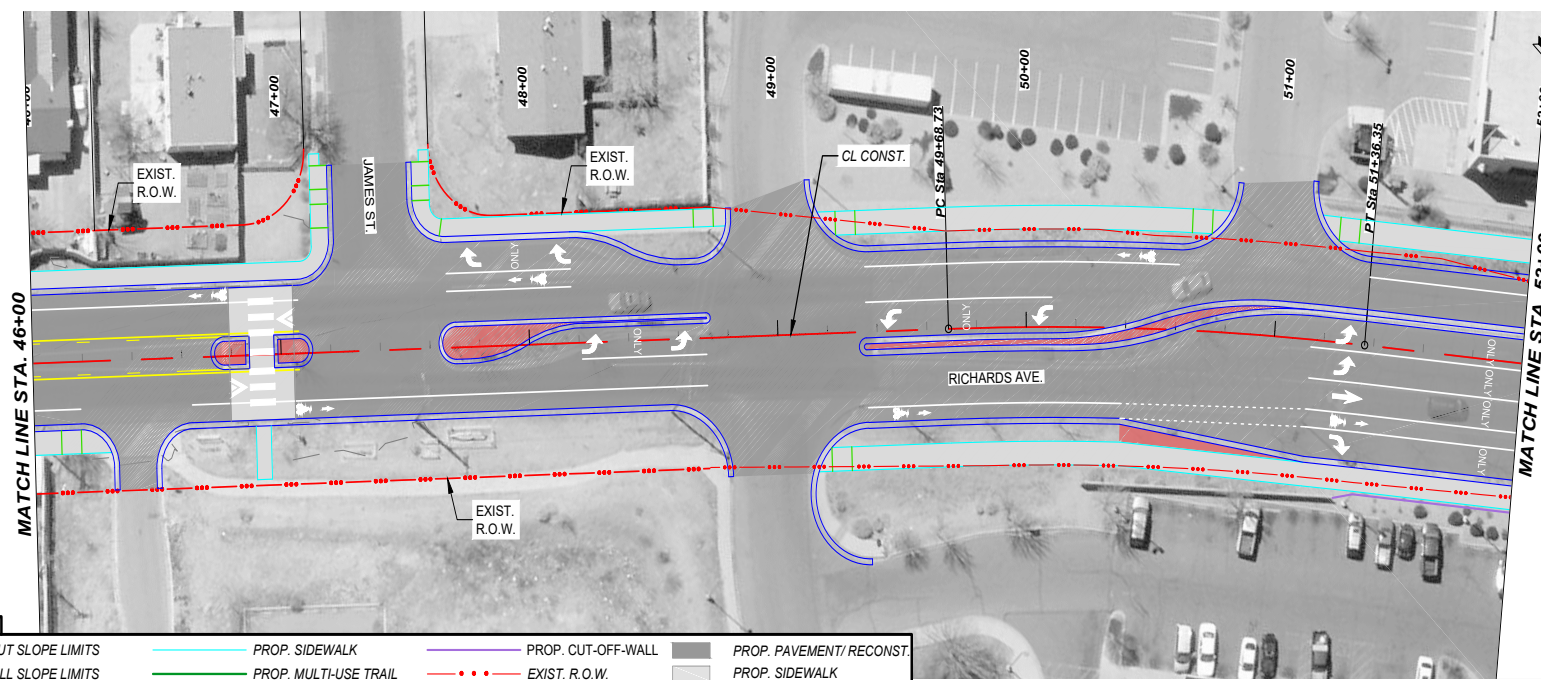 47+00
48+00
49+00
50+00
51+00
PC Sta 49+68.73
PT Sta 51+36.35
JAMES ST.
EXIST.
R.O.W.
EXIST.
R.O.W.
CL CONST.
ONLY
ONLY
ONLY
RICHARDS AVE.
ONLY
ONLY
ONLY
ONLY
MATCH LINE STA. 46+00
MATCH LINE STA. 52+00
EXIST.
R.O.W.
UT SLOPE LIMITS
PROP. SIDEWALK
PROP. CUT-OFF-WALL
PROP. PAVEMENT/ RECONST.
LL SLOPE LIMITS
PROP. MULTI-USE TRAIL
EXIST. R.O.W.
PROP. SIDEWALK